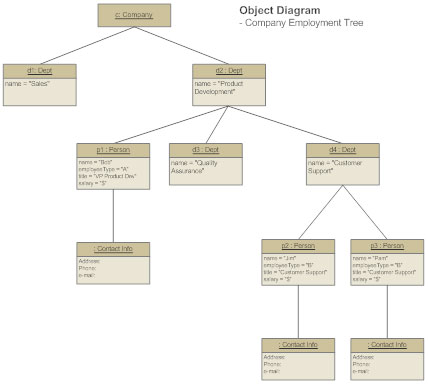 Object Diagram
- Company Employment Tree
c: Company
d1: Dept
name = "Sales"
d2 : Dept
name = "Product
Development"
p1 : Person
name = "Bob"
employeeType = "A"
title = "VP Product Dev"
salary = "$"
d3 : Dept
name = "Quality
Assurance"
d4 : Dept
name = "Customer
Support"
: Contact Info
Address:
Phone:
e-mail:
p2 : Person
name = "Jim"
employeeType = "B"
title = "Customer Support"
salary = "$"
p3 : Person
name = "Pam"
employeeType = "B"
title = "Customer Support"
salary = "$"
: Contact Info
Address:
Phone:
e-mail:
: Contact Info
Address:
Phone:
e-mail: